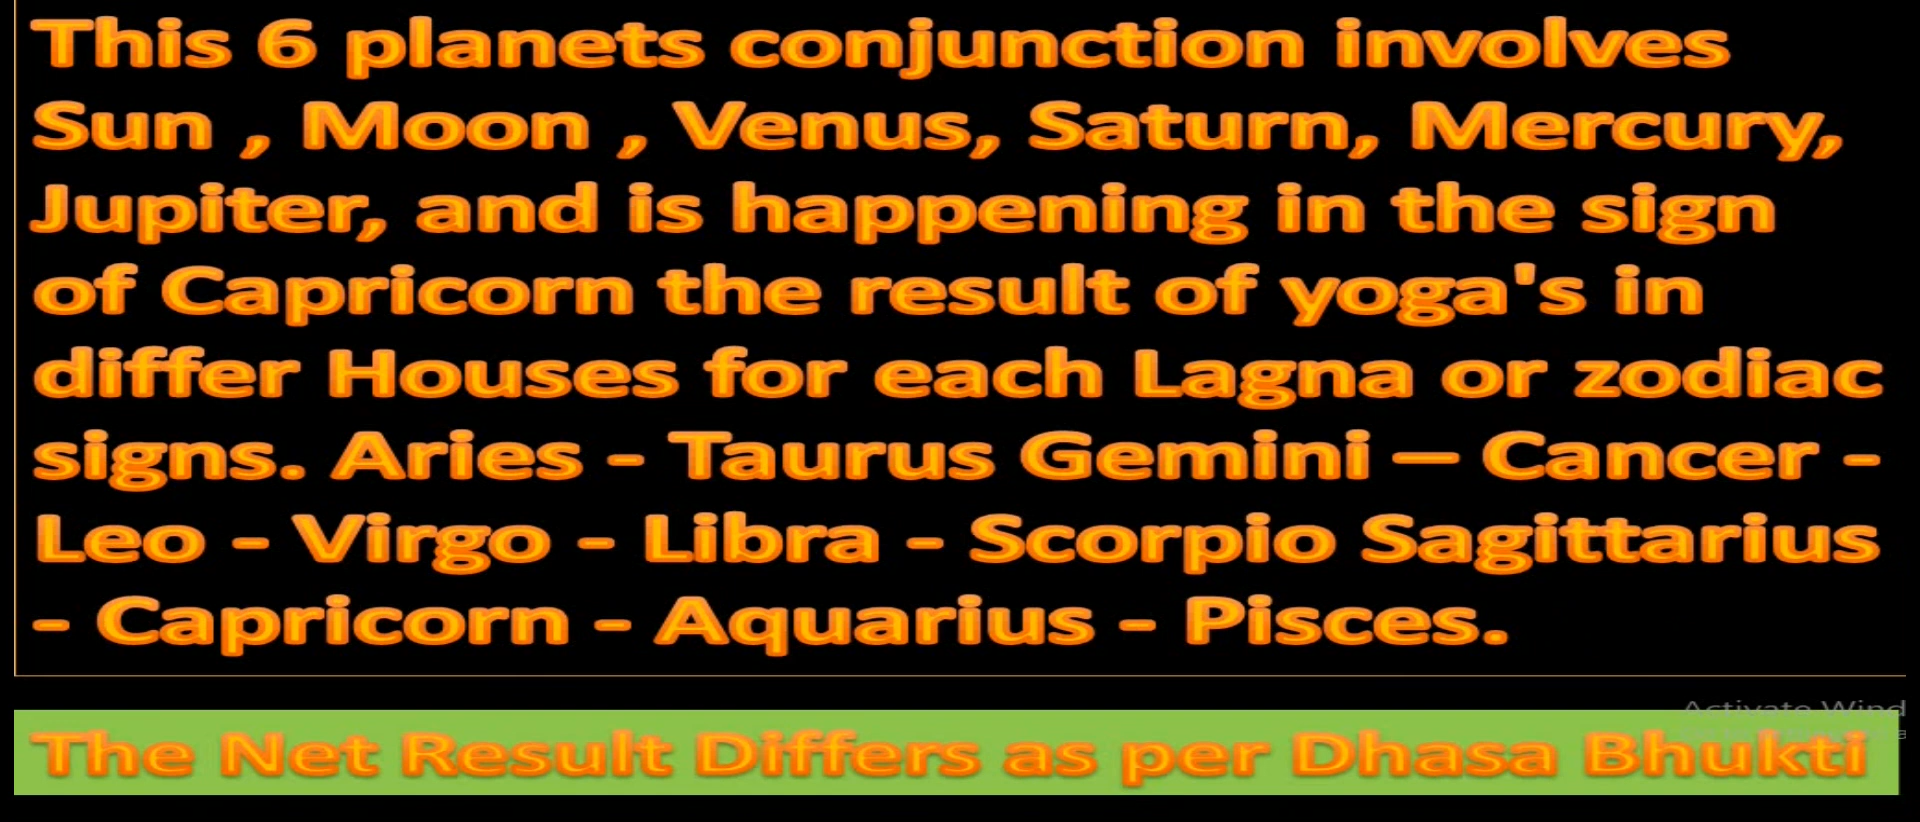 This 6 planets conjunction involves
Sun , Moon , Venus, Saturn, Mercury,
Jupiter, and is happening in the sign
of Capricorn the result of yoga's in
differ Houses for each Lagna or zodiac
signs. Aries - Taurus Gemini – Cancer -
Leo - Virgo - Libra - Scorpio Sagittarius
- Capricorn - Aquarius - Pisces.
Activate Wind
The Net Result Differs as per Dhasa Bhukti